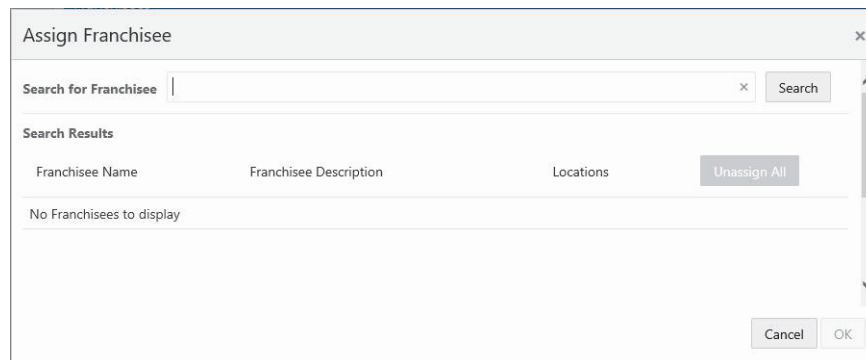 Assign Franchisee
Search for Franchisee Search
Search Results
Franchisee Name Franchisee Description Locations Unassign All
No Franchisees to display
Cancel OK